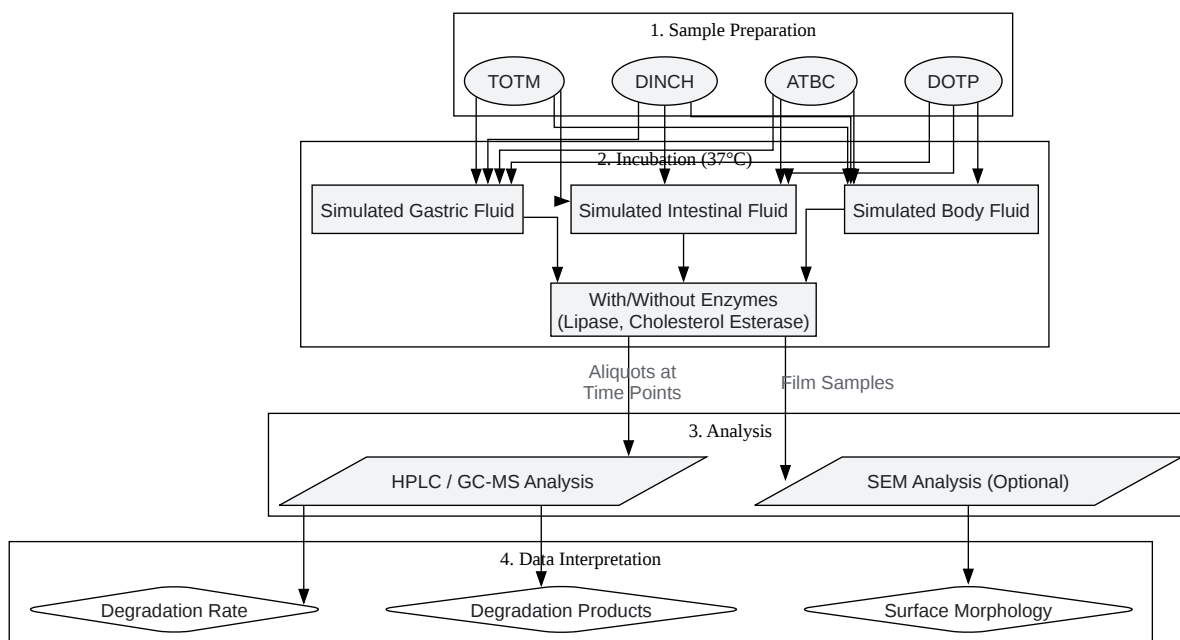 1. Sample Preparation
TOTM
DINCH
ATBC
DOTP
2. Incubation (37°C)
Simulated Gastric Fluid
Simulated Intestinal Fluid
Simulated Body Fluid
With/Without Enzymes
(Lipase, Cholesterol Esterase)
Aliquots at
Time Points
Film Samples
3. Analysis
HPLC / GC-MS Analysis
SEM Analysis (Optional)
4. Data Interpretation
Degradation Rate
Degradation Products
Surface Morphology